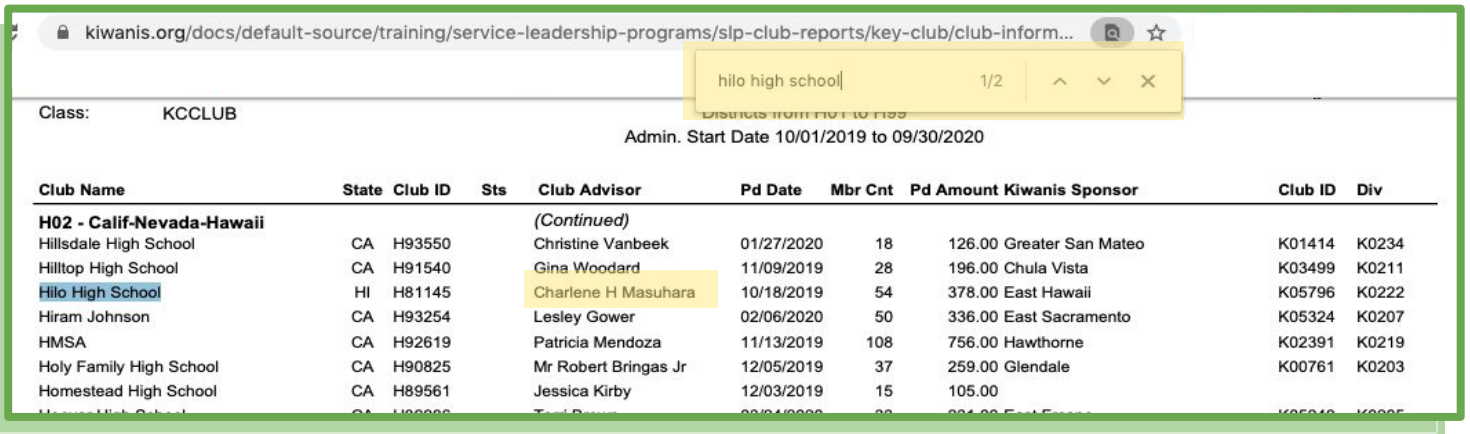 kiwanis.org/docs/default-source/training/service-leadership-programs/slp-club-reports/key-club/club-inform...
hilo high school 1/2
Class: KCCLUB Districts from H01 to H99
Admin. Start Date 10/01/2019 to 09/30/2020
Club Name State Club ID Sts Club Advisor Pd Date Mbr Cnt Pd Amount Kiwanis Sponsor Club ID Div
H02 - Calif-Nevada-Hawaii (Continued)
Hillsdale High School CA H93550 Christine Vanbeek 01/27/2020 18 126.00 Greater San Mateo K01414 K0234
Hilltop High School CA H91540 Gina Woodard 11/09/2019 28 196.00 Chula Vista K03499 K0211
Hilo High School HI H81145 Charlene H Masuhara 10/18/2019 54 378.00 East Hawaii K05796 K0222
Hiram Johnson CA H93254 Lesley Gower 02/06/2020 50 336.00 East Sacramento K05324 K0207
HMSA CA H92619 Patricia Mendoza 11/13/2019 108 756.00 Hawthorne K02391 K0219
Holy Family High School CA H90825 Mr Robert Bringas Jr 12/05/2019 37 259.00 Glendale K00761 K0203
Homestead High School CA H89561 Jessica Kirby 12/03/2019 15 105.00